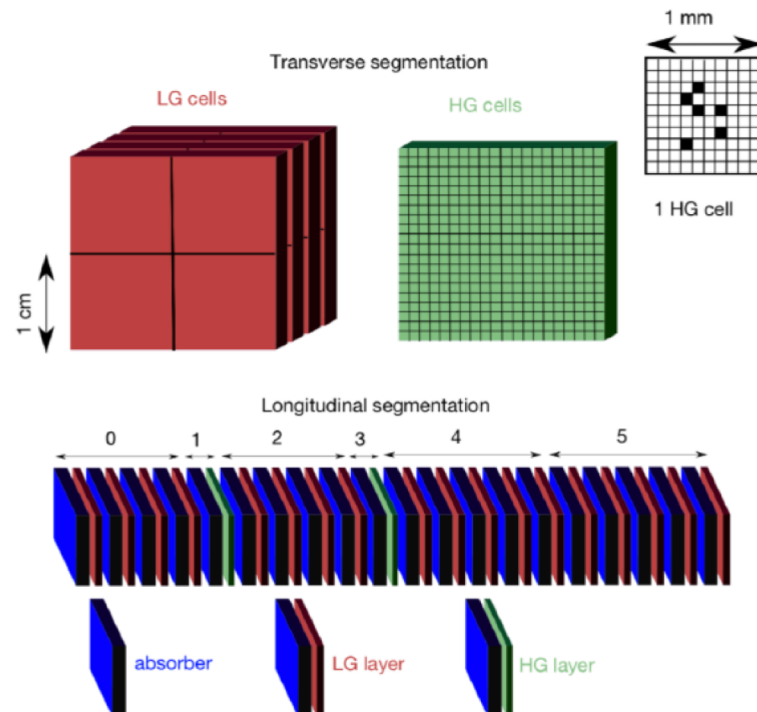 1 mm
Transverse segmentation
LG cells
HG cells
1 HG cell
1 cm
Longitudinal segmentation
0 1 2 3 4 5
absorber
LG layer
HG layer